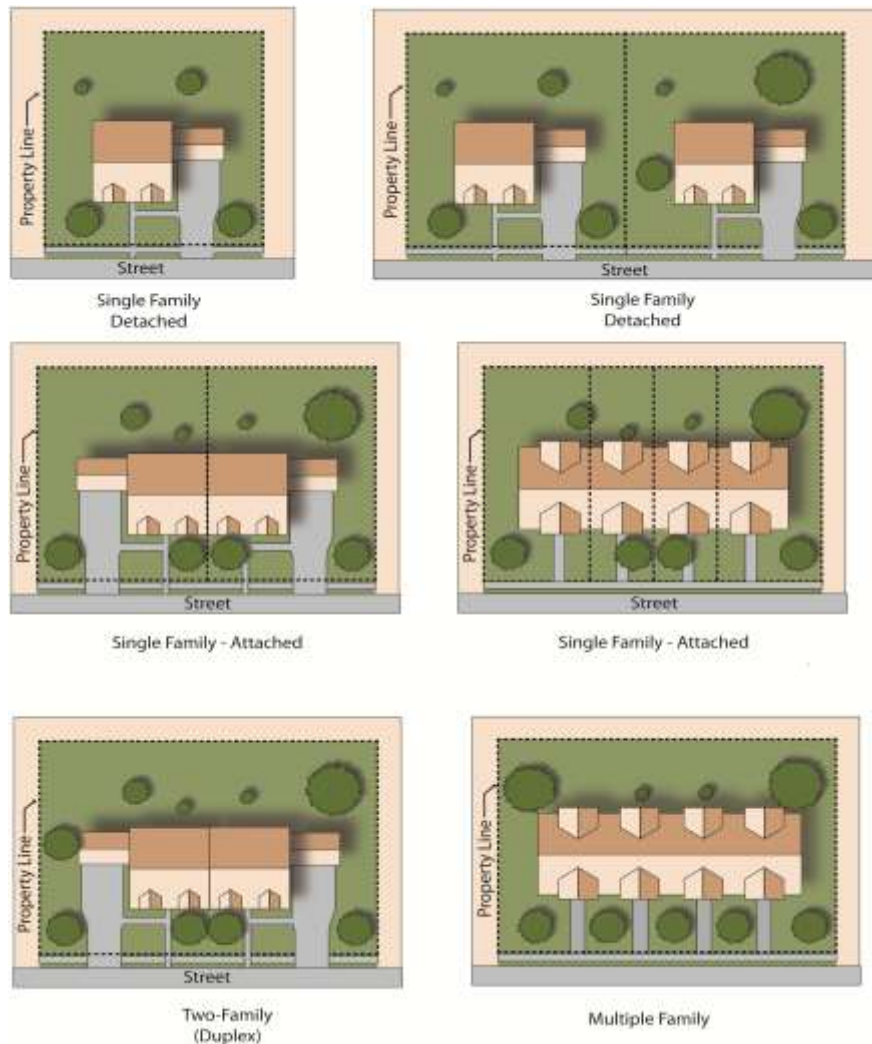 Property Line
Street
Single Family
Detached
Property Line
Street
Single Family
Detached
Property Line
Street
Single Family - Attached
Property Line
Street
Single Family - Attached
Property Line
Street
Two-Family
(Duplex)
Property Line
Multiple Family